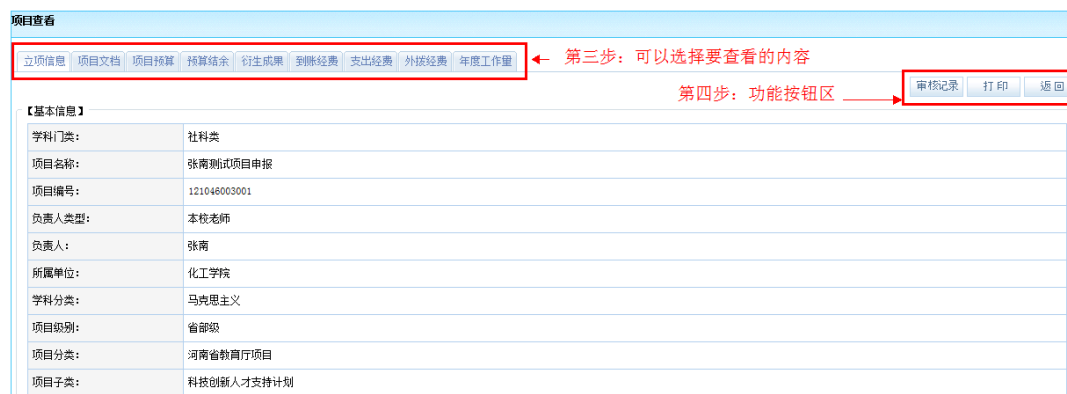 项目查看
立项信息 项目文档 项目预算 预算结余 衍生成果 到账经费 支出经费 外拨经费 年度工作量 第三步：可以选择要查看的内容
第四步：功能按钮区 审核记录 打印 返回
【基本信息】
学科门类： 社科类
项目名称： 张南测试项目申报
项目编号： 121046003001
负责人类型： 本校老师
负责人： 张南
所属单位： 化工学院
学科分类： 马克思主义
项目级别： 省部级
项目分类： 河南省教育厅项目
项目子类： 科技创新人才支持计划